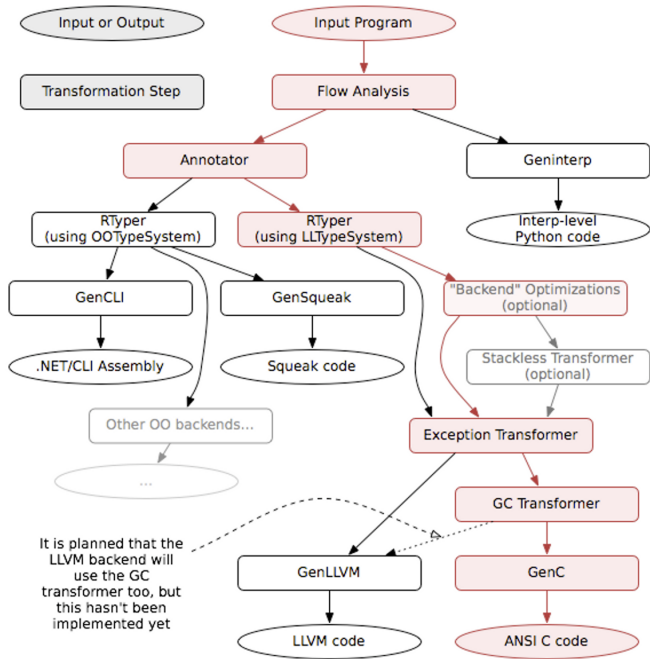 Input or Output
Input Program
Transformation Step
Flow Analysis
Annotator
Geninterp
RTyper
(using OOTypeSystem)
RTyper
(using LLTypeSystem)
Interp-level
Python code
GenCLI
GenSqueak
"Backend" Optimizations
(optional)
.NET/CLI Assembly
Squeak code
Stackless Transformer
(optional)
Other OO backends...
Exception Transformer
...
GC Transformer
It is planned that the
LLVM backend will
use the GC
transformer too, but
this hasn't been
implemented yet
GenLLVM
GenC
LLVM code
ANSI C code